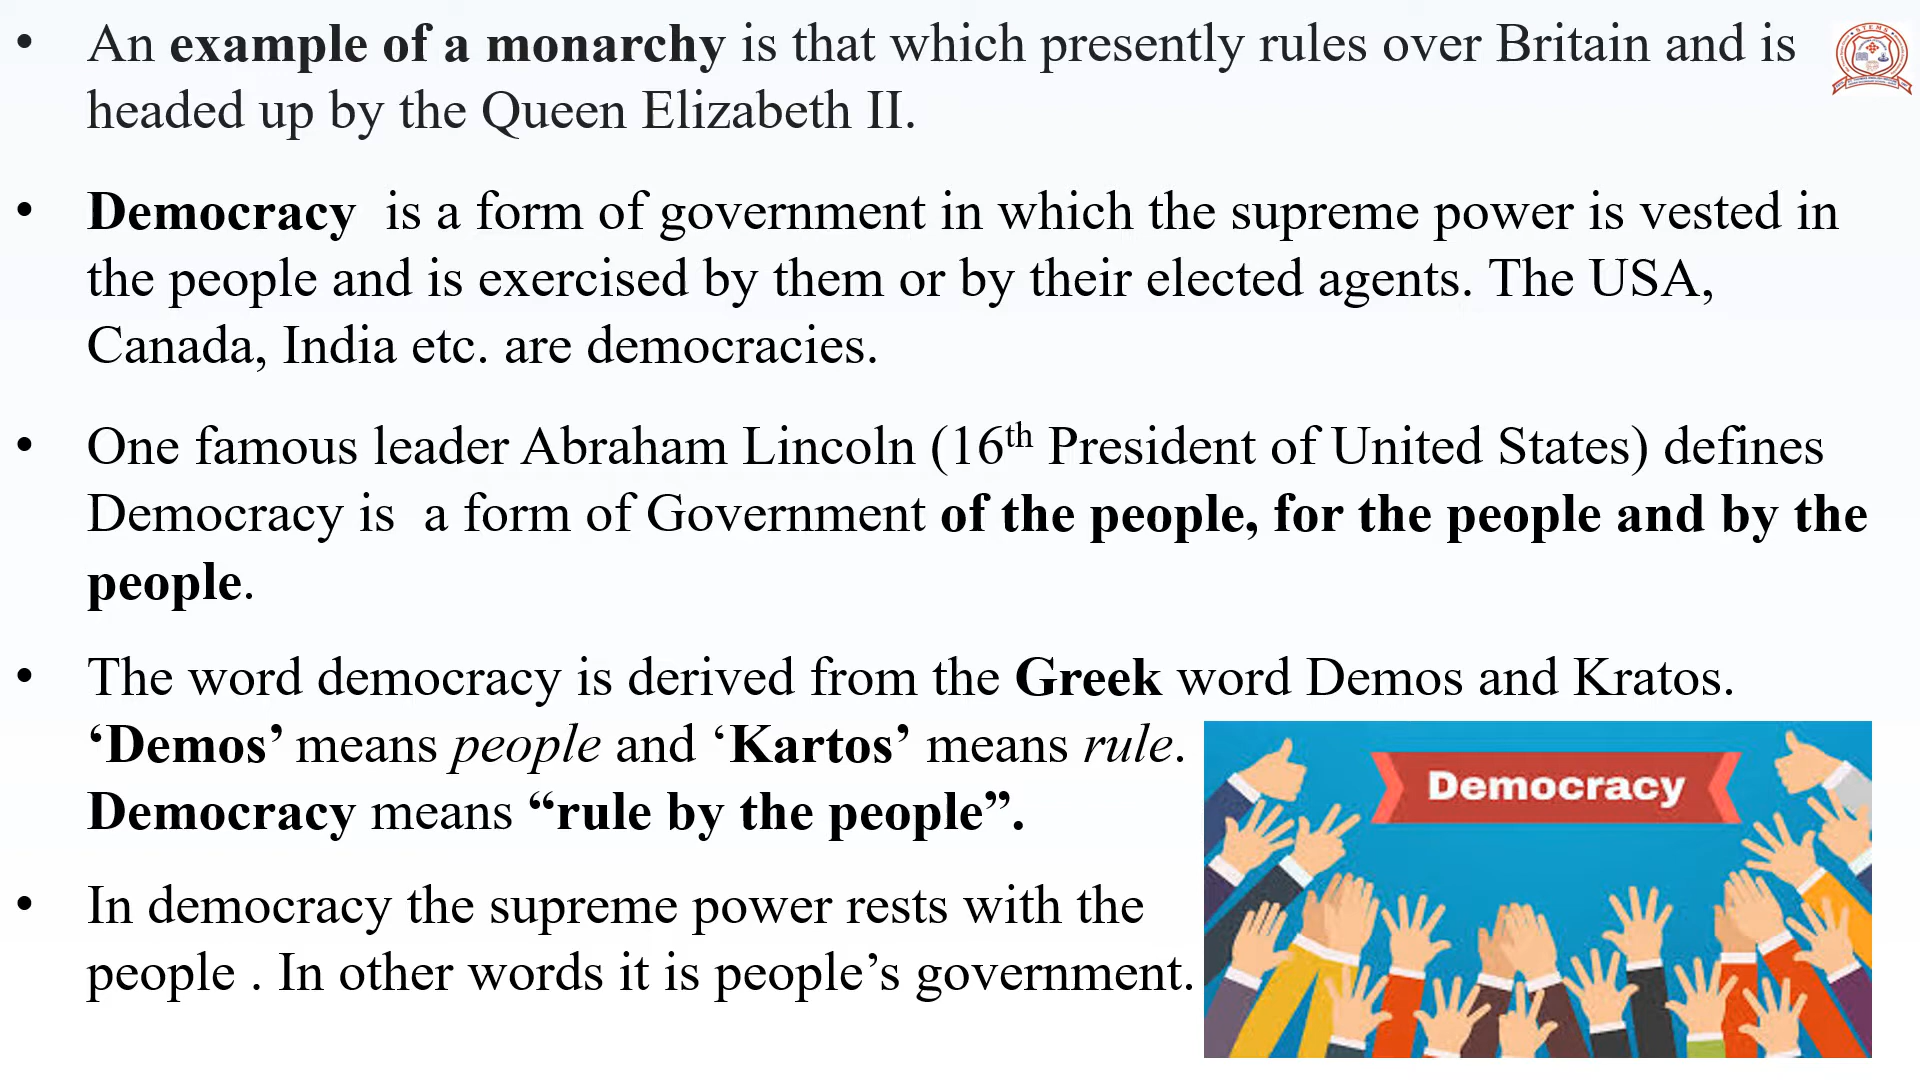 • An example of a monarchy is that which presently rules over Britain and is
headed up by the Queen Elizabeth II.
• Democracy  is a form of government in which the supreme power is vested in
the people and is exercised by them or by their elected agents. The USA,
Canada, India etc. are democracies.
• One famous leader Abraham Lincoln (16th President of United States) defines
Democracy is  a form of Government of the people, for the people and by the
people.
• The word democracy is derived from the Greek word Demos and Kratos.
‘Demos’ means people and ‘Kartos’ means rule.
Democracy means “rule by the people”.
• In democracy the supreme power rests with the
people . In other words it is people’s government.
Democracy